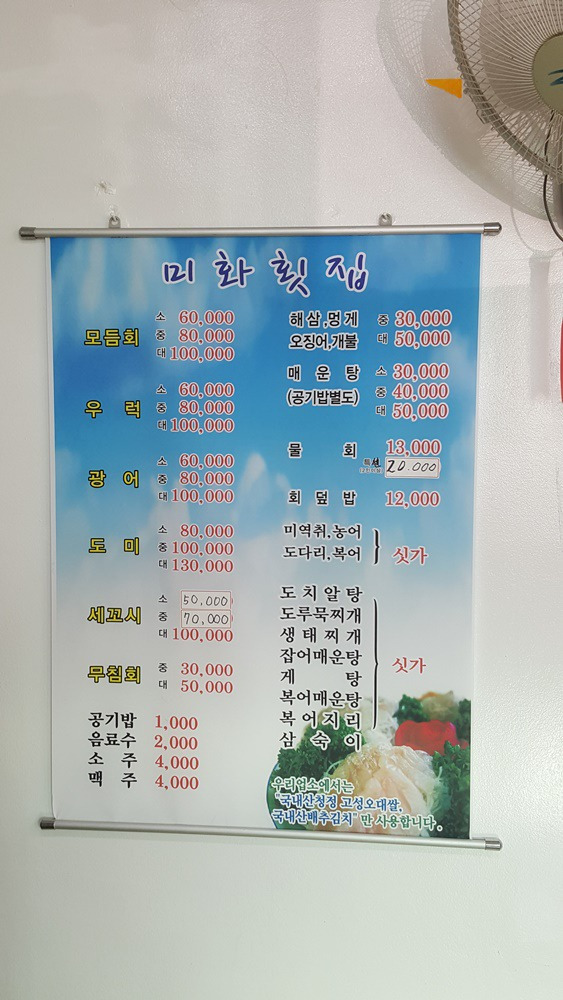 미화횟집
모듬회 소 60,000
중 80,000
대 100,000
우럭 소 60,000
중 80,000
대 100,000
광어 소 60,000
중 80,000
대 100,000
도미 소 80,000
중 100,000
대 130,000
세꼬시 소 50,000
중 70,000
대 100,000
무침회 중 30,000
대 50,000
공기밥 1,000
음료수 2,000
소주 4,000
맥주 4,000
해삼,멍게 중 30,000
오징어,개불 대 50,000
매운탕 소 30,000
(공기밥별도) 중 40,000
대 50,000
물회 13,000
20.000
회덮밥 12,000
미역취.농어
도다리.복어 싯가
도치알탕
도루묵찌개
생태찌개
잡어매운탕
게탕 싯가
복어매운탕
복어지리
삼숙이
우리업소에서는
"국내산청정 고성오대쌀,
국내산배추김치" 만 사용합니다.